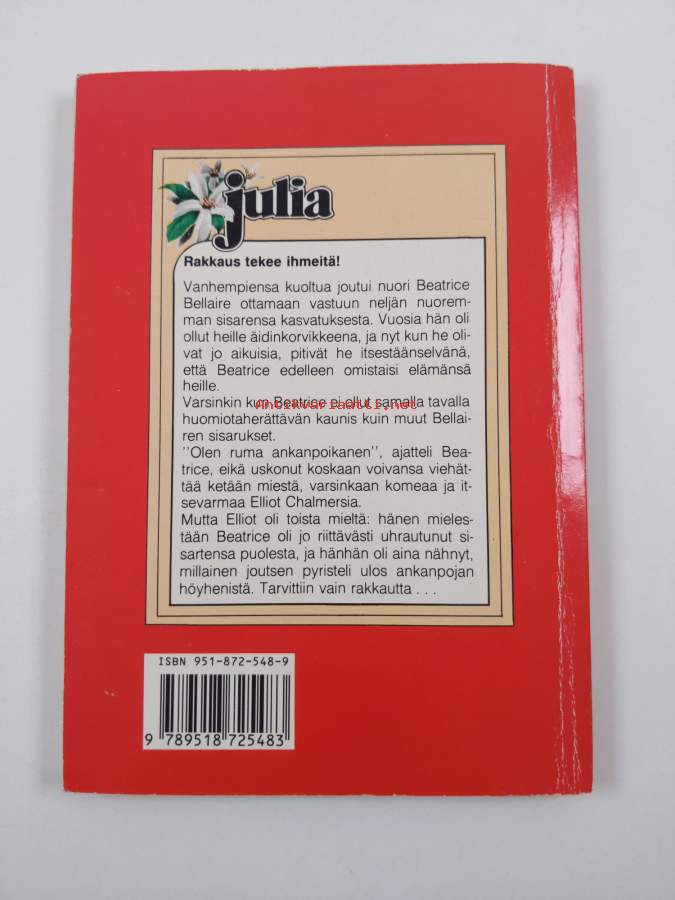 julia
Rakkaus tekee ihmeitä!
Vanhempiensa kuoltua joutui nuori Beatrice
Bellaire ottamaan vastuun neljän nuorem-
man sisarensa kasvatuksesta. Vuosia hän oli
ollut heille äidinkorvikkeena, ja nyt kun he oli-
vat jo aikuisia, pitivät he itsestäänselvänä,
että Beatrice edelleen omistaisi elämänsä
heille.
Varsinkin kun Beatrice ei ollut samalla tavalla
Antikvariaatti.net
huomiotaherättävän kaunis kuin muut Bellai-
ren sisarukset.
''Olen ruma ankanpoikanen'', ajatteli Bea-
trice, eikä uskonut koskaan voivansa viehät-
tää ketään miestä, varsinkaan komeaa ja it-
sevarmaa Elliot Chalmersia.
Mutta Elliot oli toista mieltä: hänen mieles-
tään Beatrice oli jo riittävästi uhrautunut si-
sartensa puolesta, ja hänhän oli aina nähnyt,
millainen joutsen pyristeli ulos ankanpojan
höyhenistä. Tarvittiin vain rakkautta . . .
ISBN 951-872-548-9
9 789518 725483